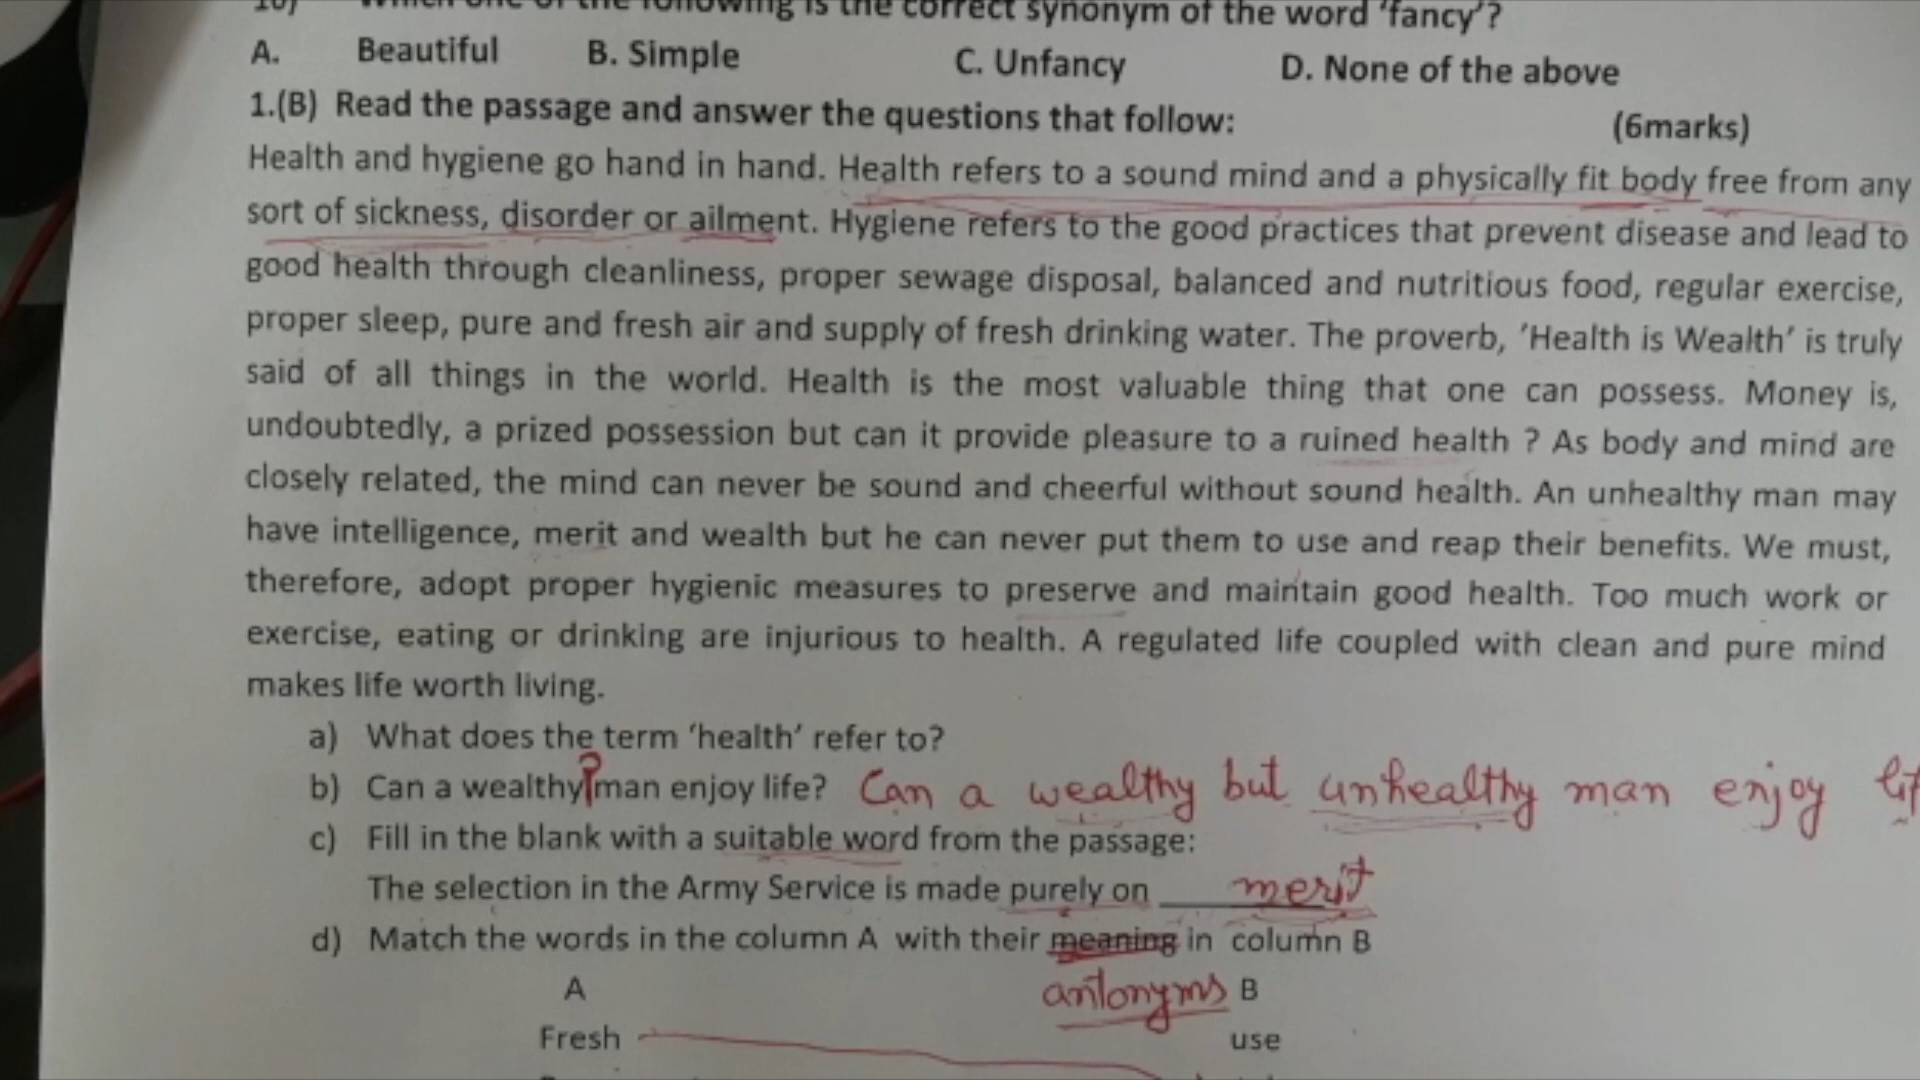 10) Which one of the following is the correct synonym of the word 'fancy'?
A. Beautiful B. Simple C. Unfancy D. None of the above
1.(B) Read the passage and answer the questions that follow: (6marks)
Health and hygiene go hand in hand. Health refers to a sound mind and a physically fit body free from any
sort of sickness, disorder or ailment. Hygiene refers to the good practices that prevent disease and lead to
good health through cleanliness, proper sewage disposal, balanced and nutritious food, regular exercise,
proper sleep, pure and fresh air and supply of fresh drinking water. The proverb, 'Health is Wealth' is truly
said of all things in the world. Health is the most valuable thing that one can possess. Money is,
undoubtedly, a prized possession but can it provide pleasure to a ruined health ? As body and mind are
closely related, the mind can never be sound and cheerful without sound health. An unhealthy man may
have intelligence, merit and wealth but he can never put them to use and reap their benefits. We must,
therefore, adopt proper hygienic measures to preserve and maintain good health. Too much work or
exercise, eating or drinking are injurious to health. A regulated life coupled with clean and pure mind
makes life worth living.
a) What does the term 'health' refer to?
b) Can a wealthy man enjoy life? Can a wealthy but unhealthy man enjoy
c) Fill in the blank with a suitable word from the passage:
The selection in the Army Service is made purely on merit
d) Match the words in the column A with their meaning in column B
A antonyms B
Fresh use